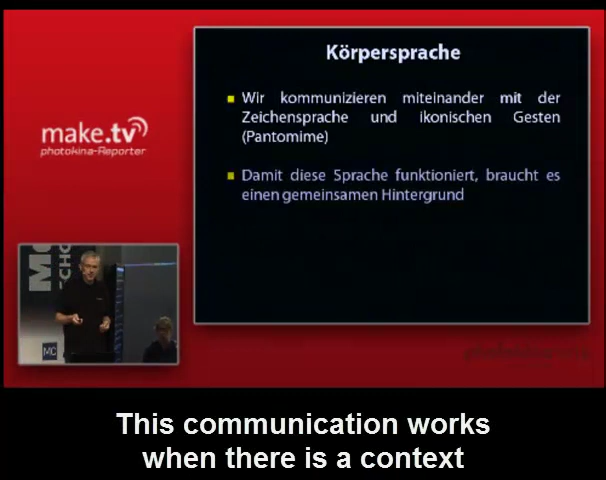 Körpersprache
Wir kommunizieren miteinander mit der
Zeichensprache und ikonischen Gesten
(Pantomime)
Damit diese Sprache funktioniert, braucht es
einen gemeinsamen Hintergrund
make.tv
photokina-Reporter
MC
This communication works
when there is a context